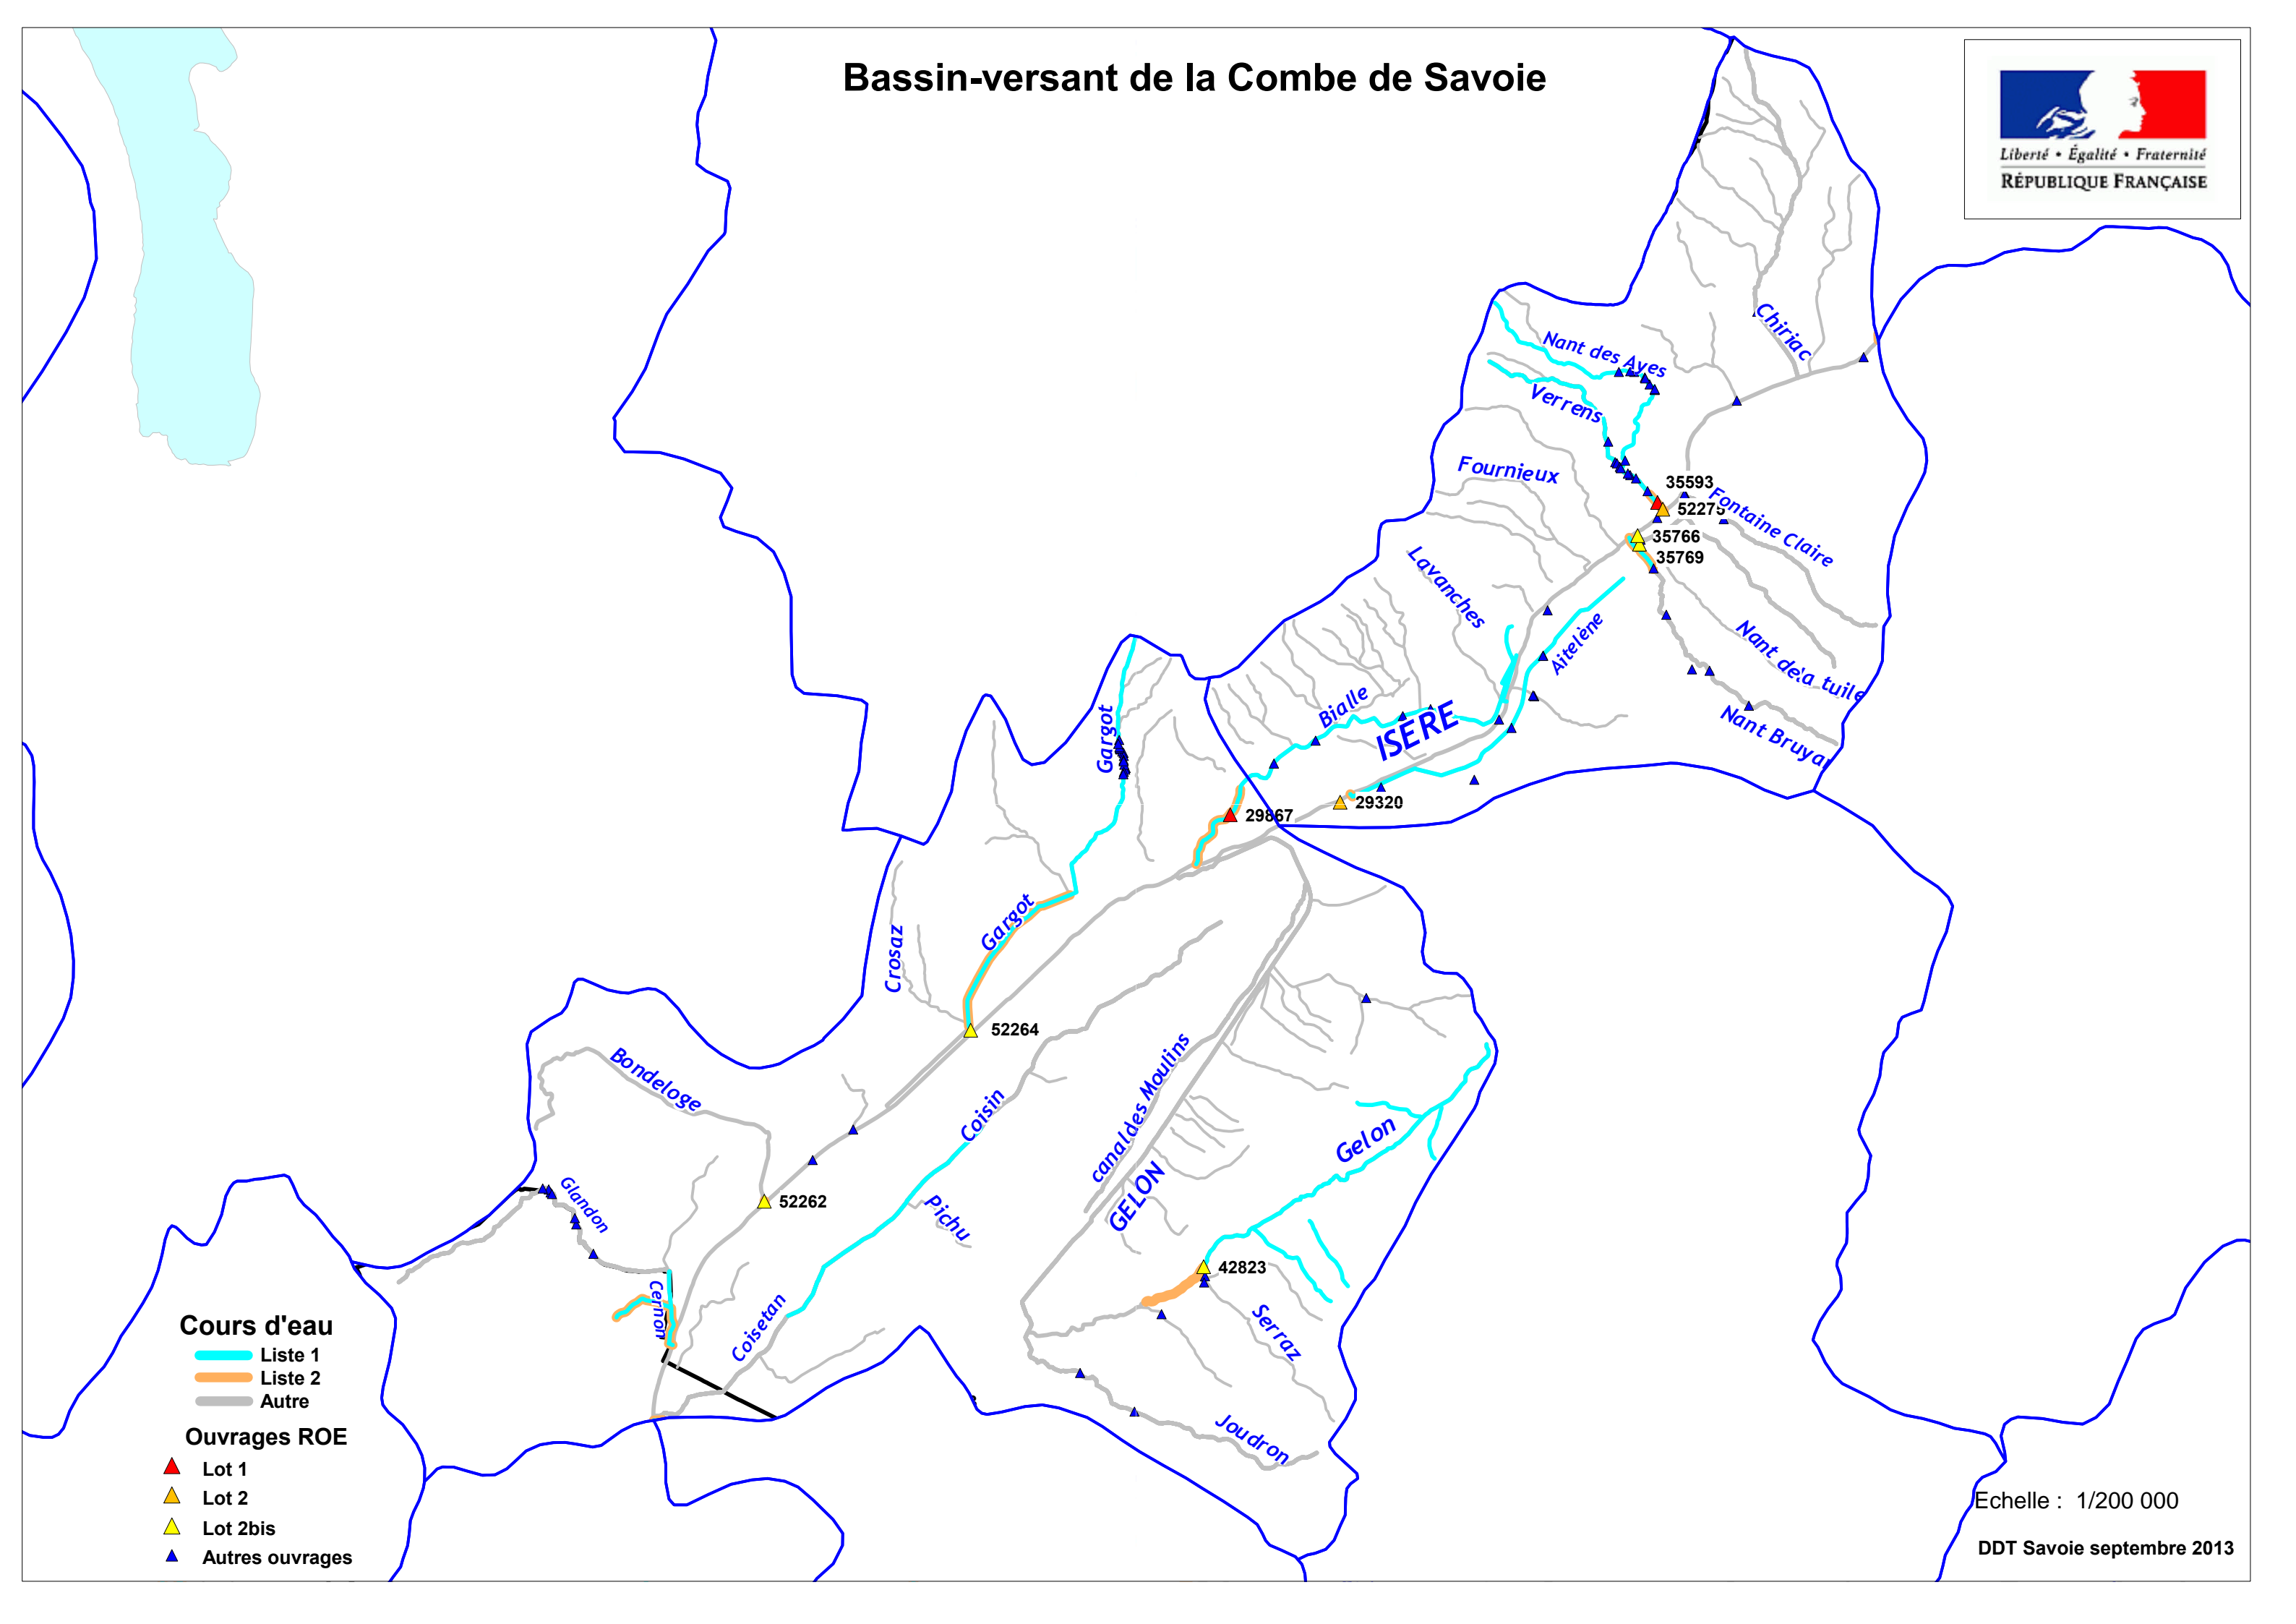 Bassin-versant de la Combe de Savoie
Liberté • Égalité • Fraternité
RÉPUBLIQUE FRANÇAISE
Chiriac
Nant des Ayes
Verrens
Fournieux
35593
52275
Fontaine Claire
35766
35769
Lavanches
Aitelène
Nant de la tuile
Nant Bruyan
Bialle
ISERE
Gargot
29867
29320
Gargot
Crosaz
52264
Bondeloge
Coisin
canal des Moulins
Gelon
GELON
Pichu
52262
Glandon
42823
Cernon
Coisetan
Serraz
Joudron
Cours d'eau
Liste 1
Liste 2
Autre
Ouvrages ROE
Lot 1
Lot 2
Lot 2bis
Autres ouvrages
Echelle : 1/200 000
DDT Savoie septembre 2013